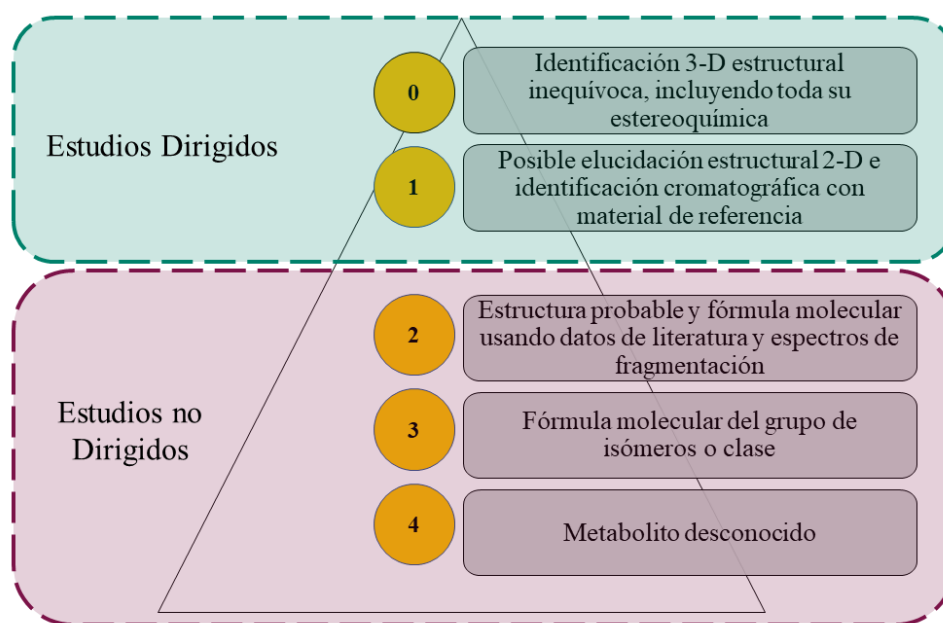 Estudios Dirigidos
0
Identificación 3-D estructural
inequívoca, incluyendo toda su
estereoquímica
1
Posible elucidación estructural 2-D e
identificación cromatográfica con
material de referencia
Estudios no
Dirigidos
2
Estructura probable y fórmula molecular
usando datos de literatura y espectros de
fragmentación
3
Fórmula molecular del grupo de
isómeros o clase
4
Metabolito desconocido